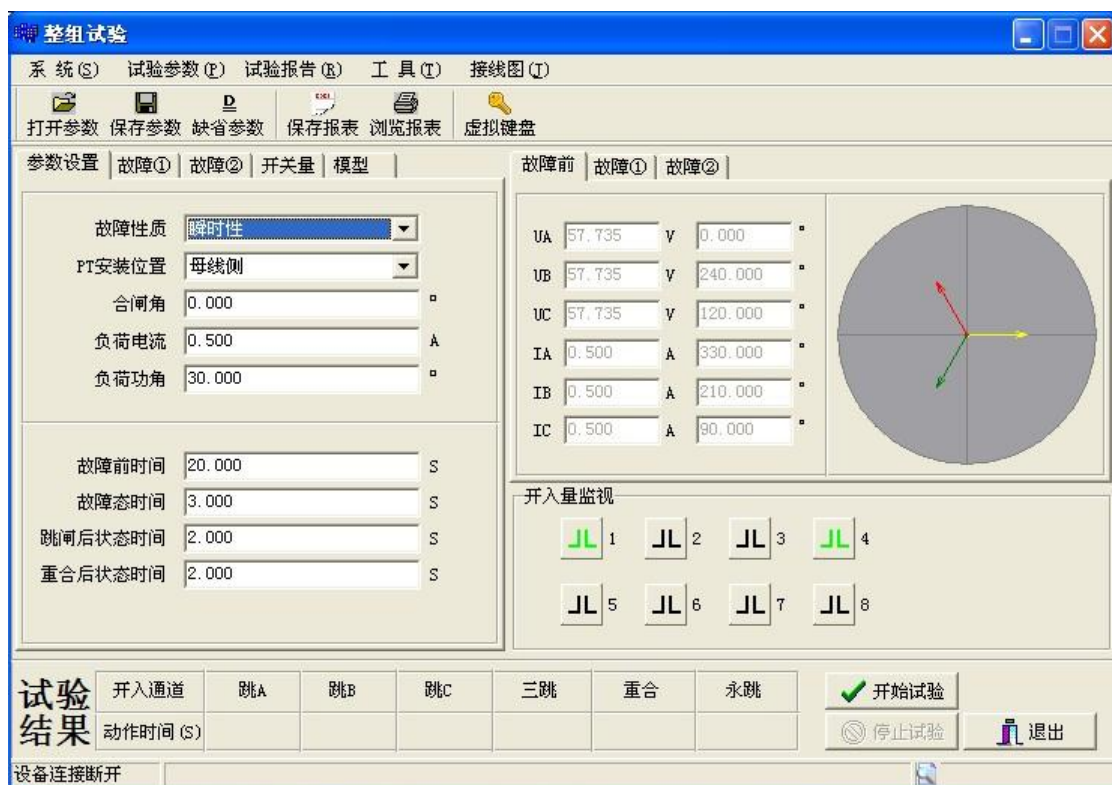 整组试验
系 统(S) 试验参数(P) 试验报告(R) 工 具(T) 接线图(J)
打开参数 保存参数 缺省参数 保存报表 浏览报表 虚拟键盘
参数设置 故障① 故障② 开关量 模型
故障性质 瞬时性
PT安装位置 母线侧
合闸角 0.000 °
负荷电流 0.500 A
负荷功角 30.000 °
故障前时间 20.000 S
故障态时间 3.000 S
跳闸后状态时间 2.000 S
重合后状态时间 2.000 S
故障前 故障① 故障②
UA 57.735 V 0.000 °
UB 57.735 V 240.000 °
UC 57.735 V 120.000 °
IA 0.500 A 330.000 °
IB 0.500 A 210.000 °
IC 0.500 A 90.000 °
开入量监视
1 2 3 4
5 6 7 8
试验结果
开入通道 跳A 跳B 跳C 三跳 重合 永跳
动作时间(S)
开始试验
停止试验 退出
设备连接断开